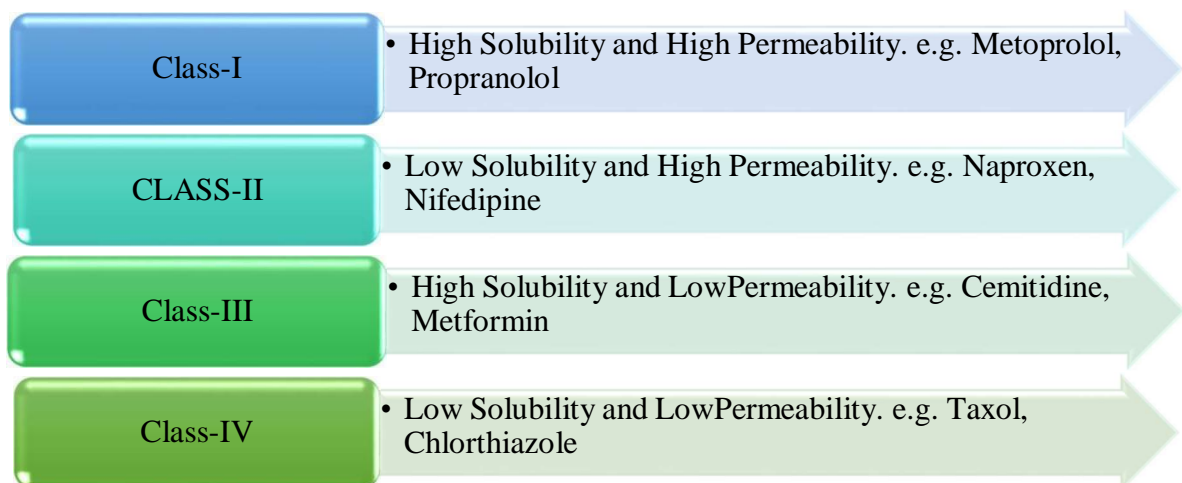 Class-I
• High Solubility and High Permeability. e.g. Metoprolol,
Propranolol
CLASS-II
• Low Solubility and High Permeability. e.g. Naproxen,
Nifedipine
Class-III
• High Solubility and LowPermeability. e.g. Cemitidine,
Metformin
Class-IV
• Low Solubility and LowPermeability. e.g. Taxol,
Chlorthiazole